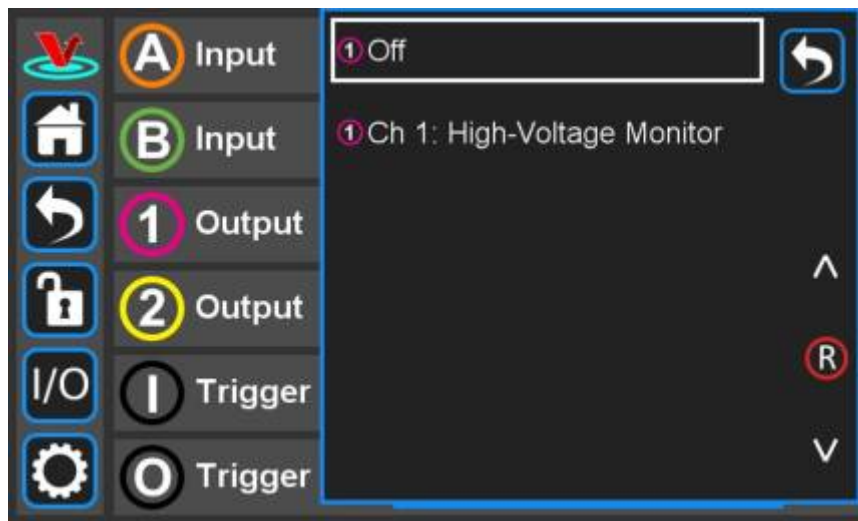 A Input
B Input
1 Output
2 Output
I Trigger
O Trigger
I/O
1 Off
1 Ch 1: High-Voltage Monitor
R